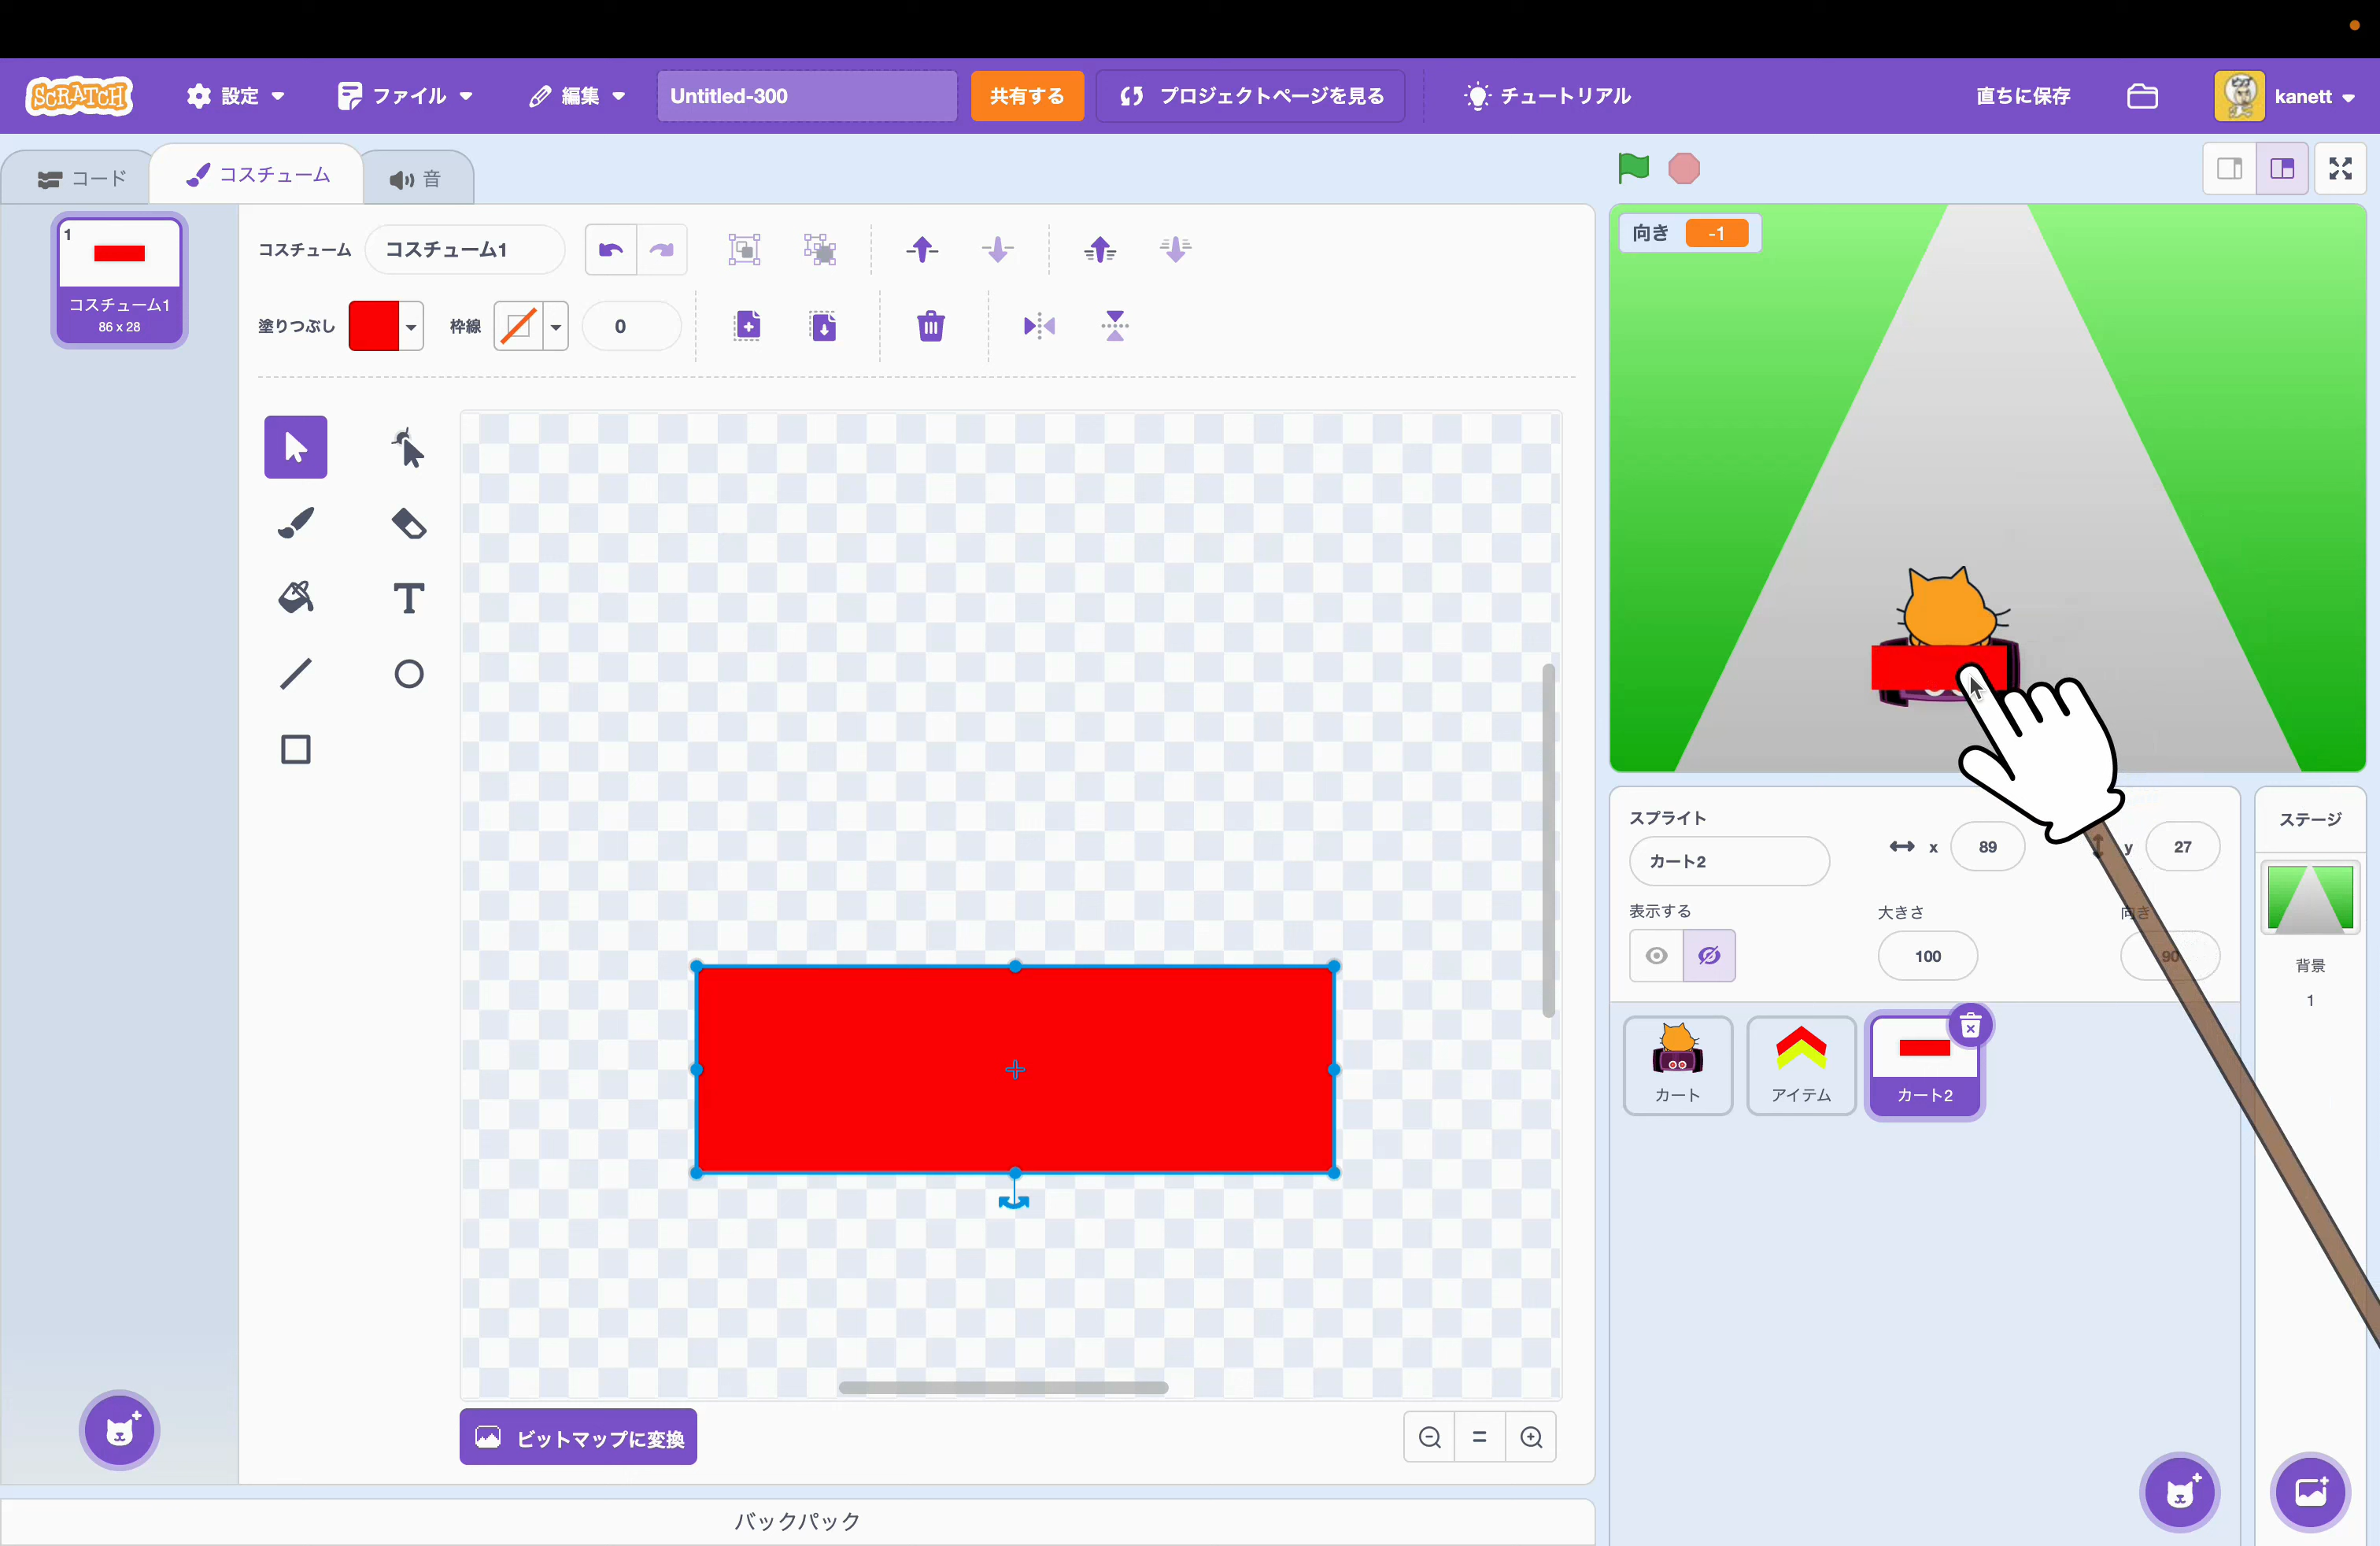 SCRATCH
設定
ファイル
編集
Untitled-300
共有する
プロジェクトページを見る
チュートリアル
直ちに保存
kanett
コード
コスチューム
音
1
コスチューム1
86 x 28
コスチューム
コスチューム1
塗りつぶし
枠線
0
T
ビットマップに変換
バックパック
向き -1
スプライト
カート2
x 89
y 27
表示する
大きさ
100
向き
90
カート
アイテム
カート2
ステージ
背景
1